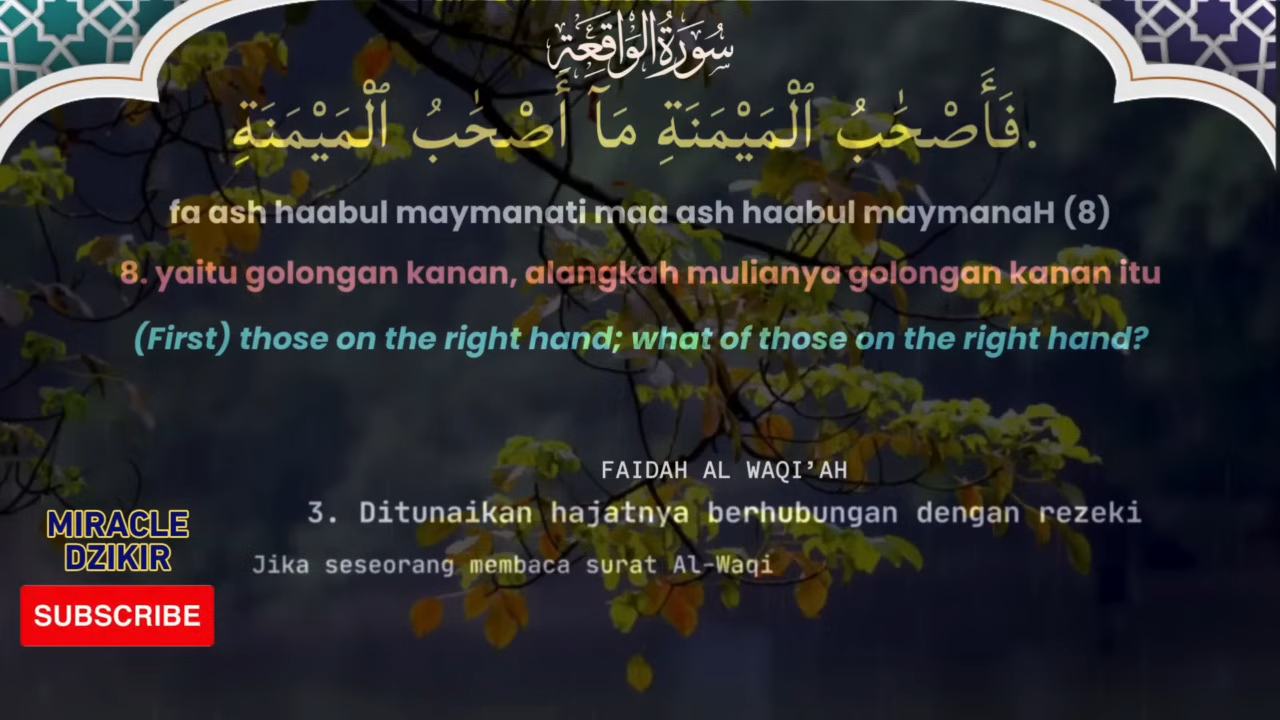 سُوْرَةُ الْوَاقِعَة
فَأَصْحَٰبُ ٱلْمَيْمَنَةِ مَآ أَصْحَٰبُ ٱلْمَيْمَنَةِ.
fa ash haabul maymanati maa ash haabul maymanaH (8)
8. yaitu golongan kanan, alangkah mulianya golongan kanan itu
(First) those on the right hand; what of those on the right hand?
FAIDAH AL WAQI’AH
3. Ditunaikan hajatnya berhubungan dengan rezeki
Jika seseorang membaca surat Al-Waqi
MIRACLE
DZIKIR
SUBSCRIBE